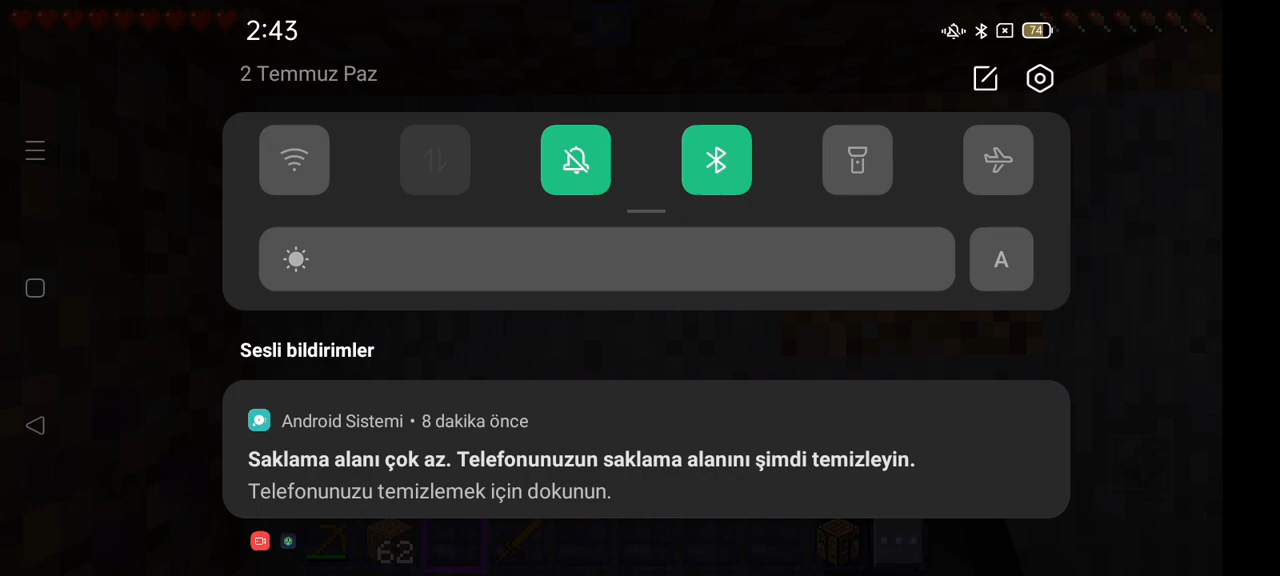 2:43
74
2 Temmuz Paz
A
Sesli bildirimler
Android Sistemi • 8 dakika önce
Saklama alanı çok az. Telefonunuzun saklama alanını şimdi temizleyin.
Telefonunuzu temizlemek için dokunun.
62